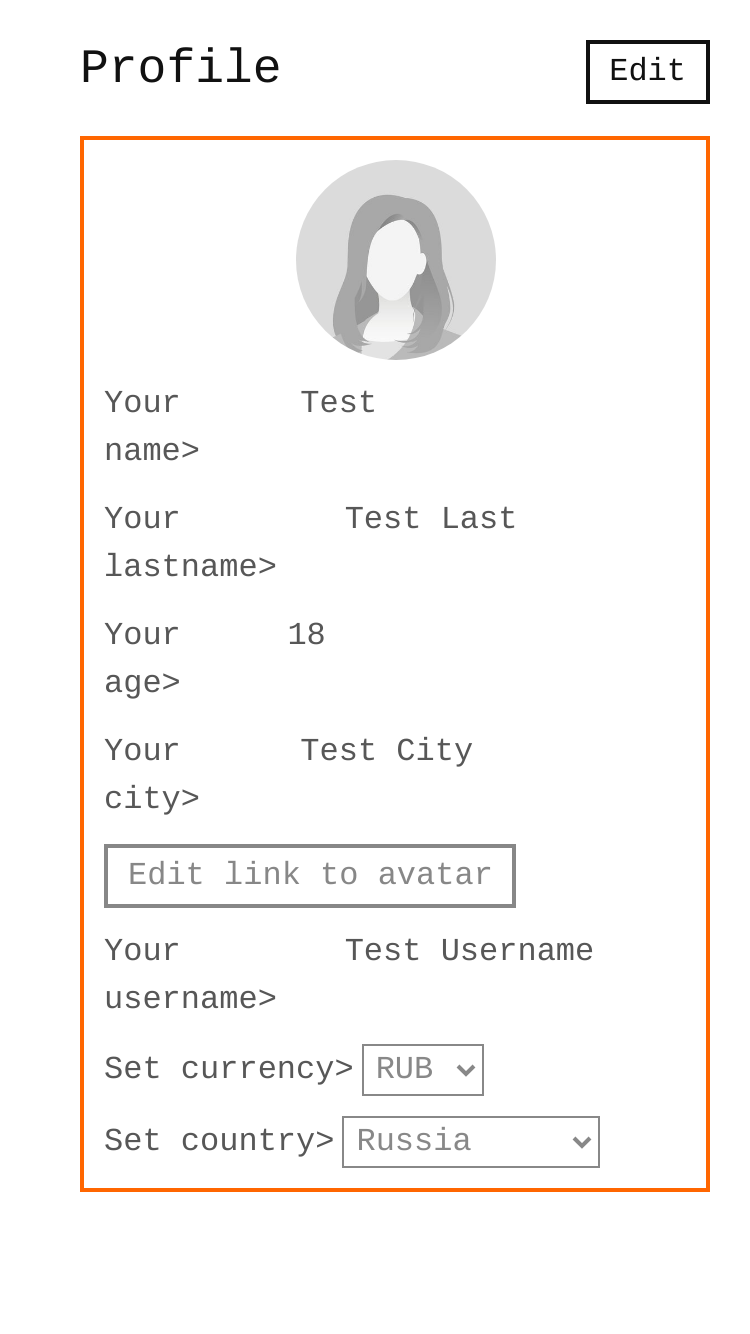 Profile
Edit
Your Test
name>
Your Test Last
lastname>
Your 18
age>
Your Test City
city>
Edit link to avatar
Your Test Username
username>
Set currency> RUB
Set country> Russia